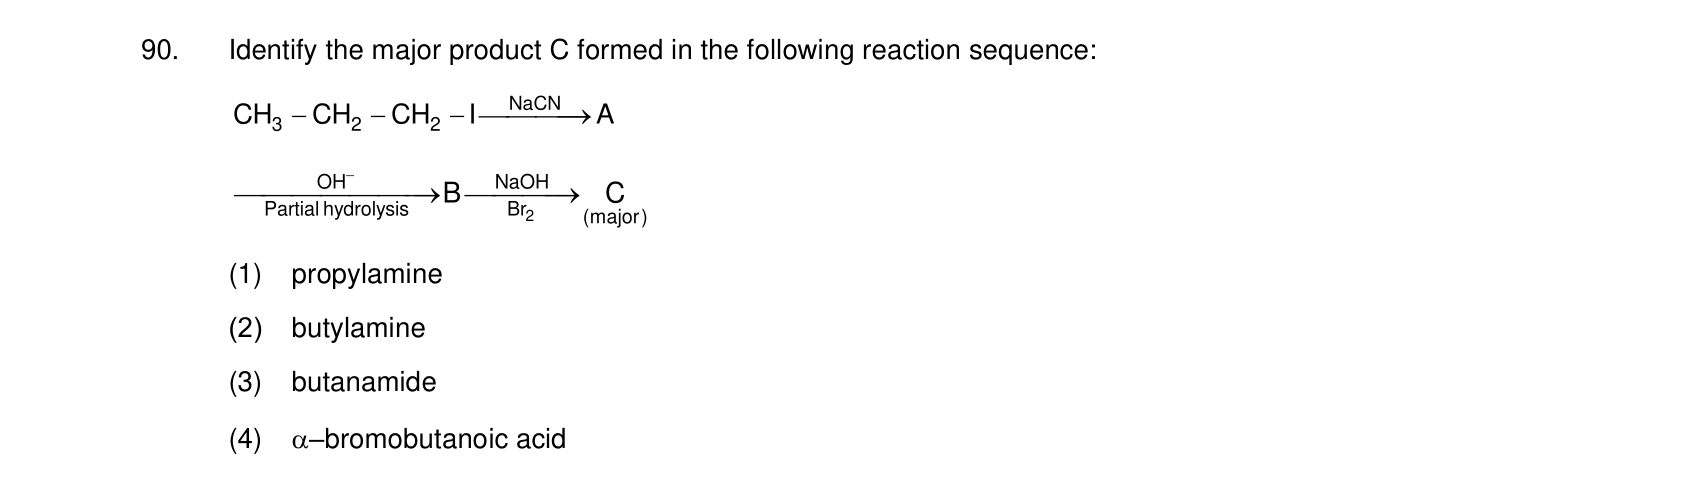 90. Identify the major product C formed in the following reaction sequence:
CH₃ – CH₂ – CH₂ – I —NaCN→ A
—OH⁻ / Partial hydrolysis→ B —NaOH / Br₂→ C (major)
(1) propylamine
(2) butylamine
(3) butanamide
(4) α–bromobutanoic acid